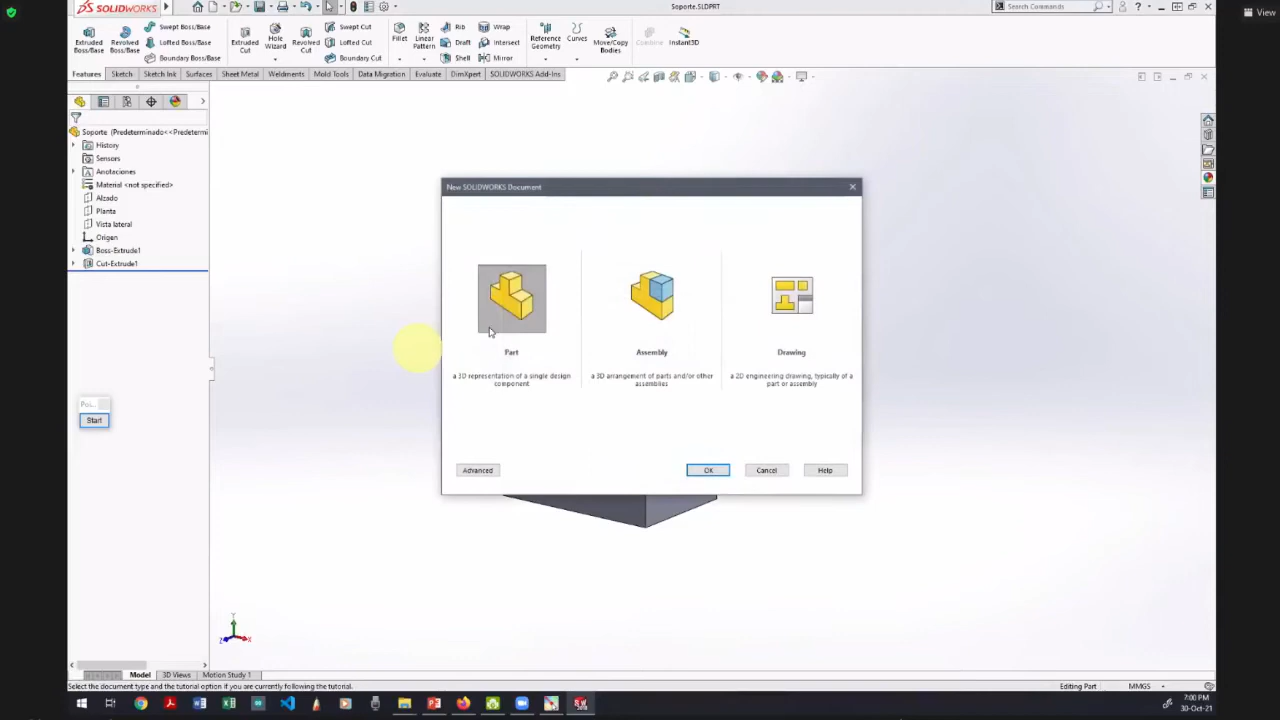 SOLIDWORKS
Soporte.SLDPRT
Search Commands
View
Extruded Boss/Base
Revolved Boss/Base
Swept Boss/Base
Lofted Boss/Base
Boundary Boss/Base
Extruded Cut
Hole Wizard
Revolved Cut
Swept Cut
Lofted Cut
Boundary Cut
Fillet
Linear Pattern
Rib
Draft
Shell
Wrap
Intersect
Mirror
Reference Geometry
Curves
Move/Copy Bodies
Combine
Instant3D
Features
Sketch
Sketch Ink
Surfaces
Sheet Metal
Weldments
Mold Tools
Data Migration
Evaluate
DimXpert
SOLIDWORKS Add-Ins
Soporte (Predeterminado<<Predetermi
History
Sensors
Anotaciones
Material <not specified>
Alzado
Planta
Vista lateral
Origen
Boss-Extrude1
Cut-Extrude1
Poi...
Start
New SOLIDWORKS Document
Part
a 3D representation of a single design
component
Assembly
a 3D arrangement of parts and/or other
assemblies
Drawing
a 2D engineering drawing, typically of a
part or assembly
Advanced
OK
Cancel
Help
Y
Z
X
Model
3D Views
Motion Study 1
Select the document type and the tutorial option if you are currently following the tutorial.
Editing Part
MMGS
7:00 PM
30-Oct-21